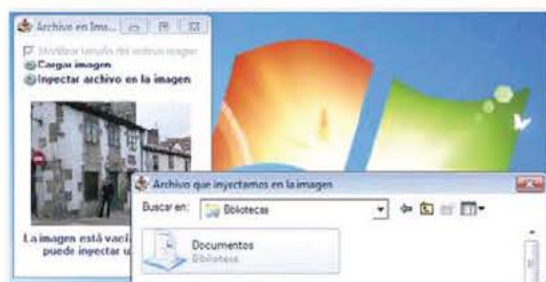 Archivo en Ima...
Modificar tamaño del archivo imagen
Cargar imagen
Inyectar archivo en la imagen
La imagen está vací
puede inyectar u
Archivo que inyectamos en la imagen
Buscar en:
Bibliotecas
Documentos
Biblioteca